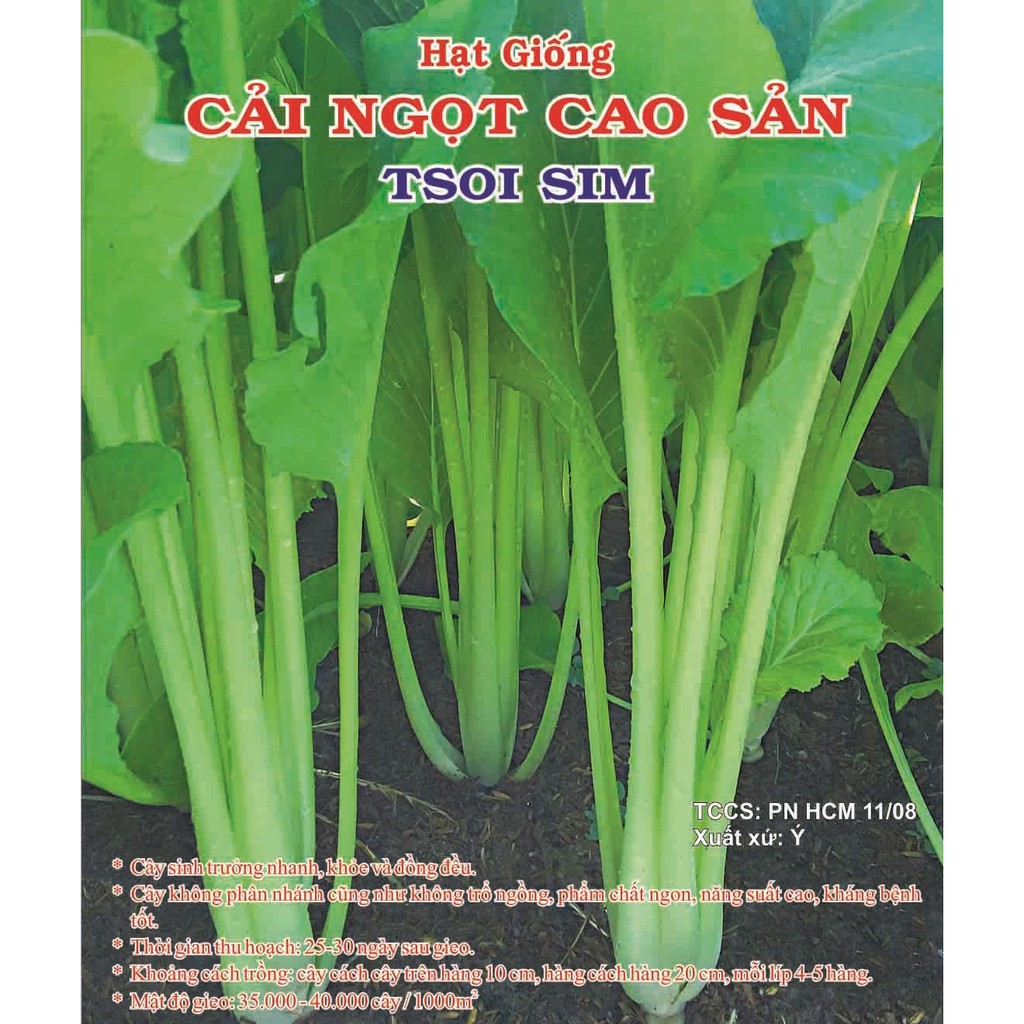 Hạt Giống
CẢI NGỌT CAO SẢN
TSOI SIM
TCCS: PN HCM 11/08
Xuất xứ: Ý
* Cây sinh trưởng nhanh, khỏe và đồng đều.
* Cây không phân nhánh cũng như không trổ ngồng, phẩm chất ngon, năng suất cao, kháng bệnh
tốt.
* Thời gian thu hoạch: 25-30 ngày sau gieo.
* Khoảng cách trồng: cây cách cây trên hàng 10 cm, hàng cách hàng 20 cm, mỗi líp 4-5 hàng.
* Mật độ gieo: 35.000 - 40.000 cây / 1000m²